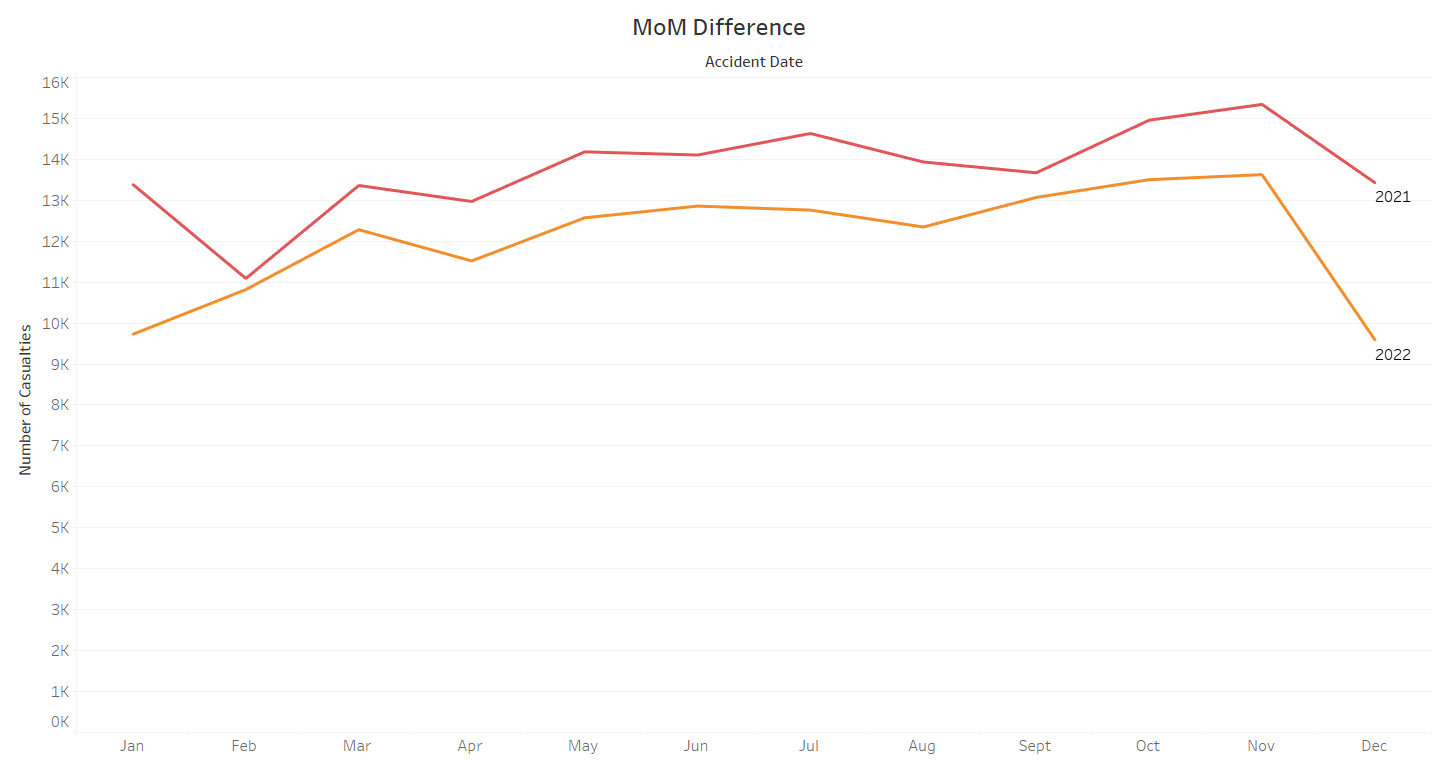 MoM Difference
Accident Date
Number of Casualties
16K
15K
14K
13K
12K
11K
10K
9K
8K
7K
6K
5K
4K
3K
2K
1K
0K
2021
2022
Jan Feb Mar Apr May Jun Jul Aug Sept Oct Nov Dec